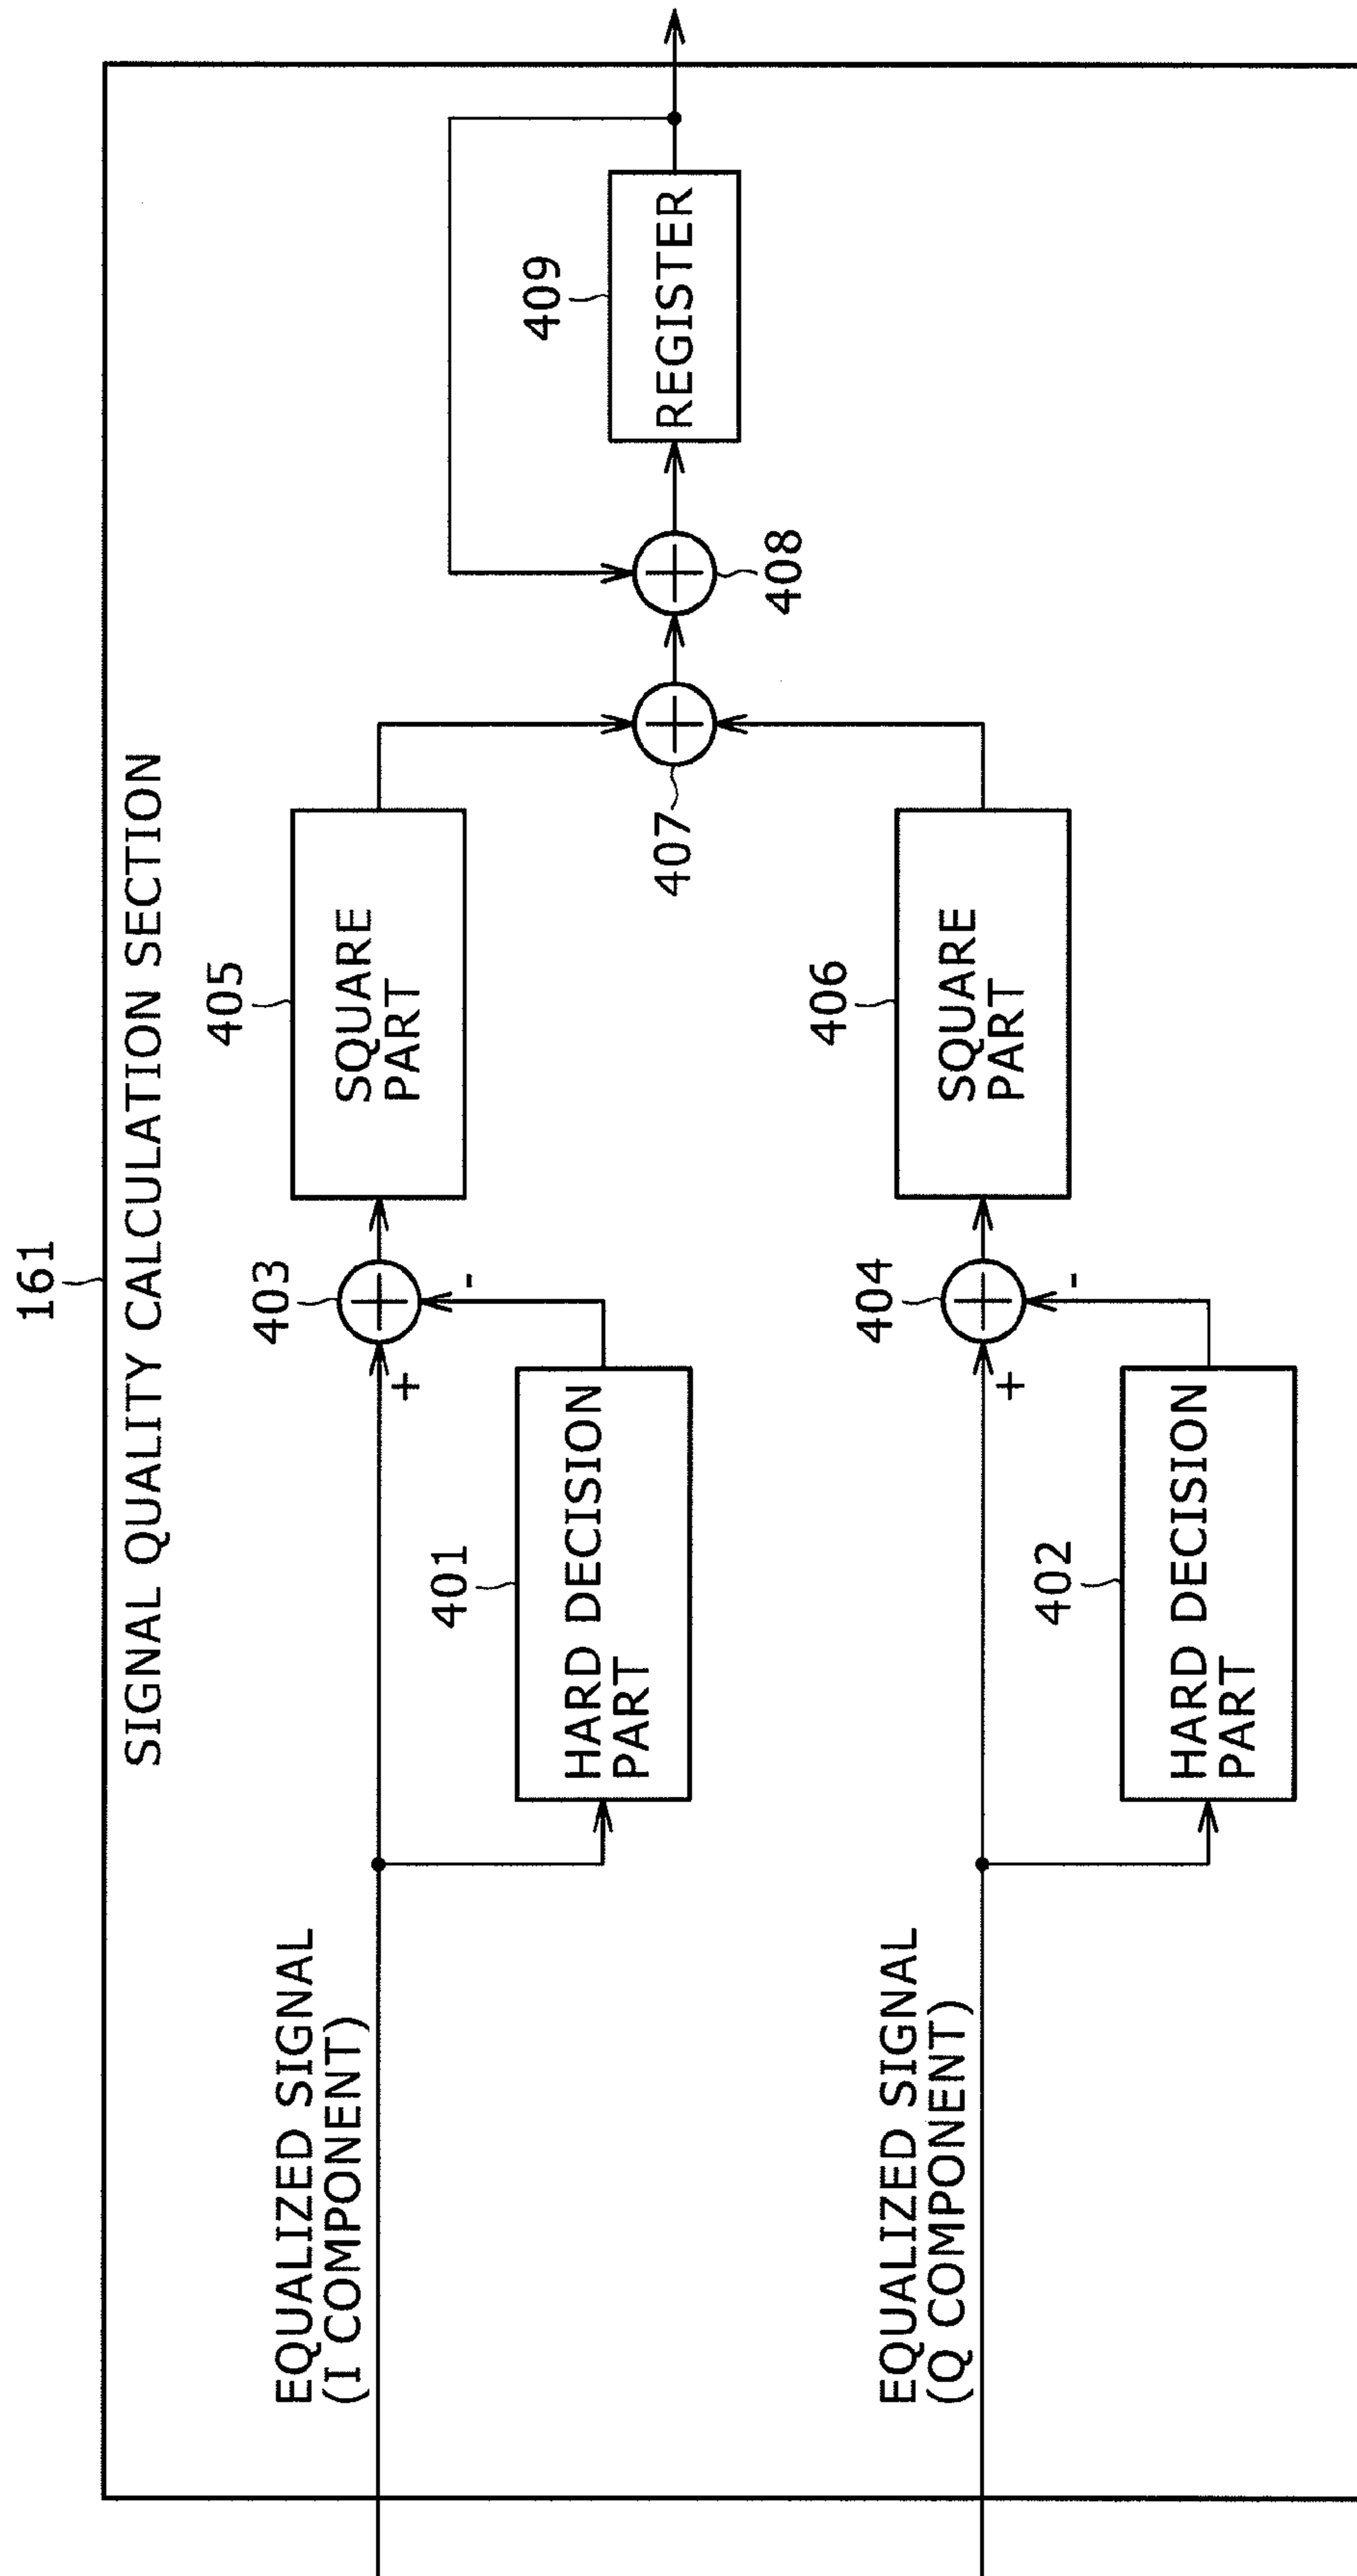 161
SIGNAL QUALITY CALCULATION SECTION
EQUALIZED SIGNAL
(I COMPONENT)
401
HARD DECISION
PART
+
-
403
405
SQUARE
PART
407
408
409
REGISTER
EQUALIZED SIGNAL
(Q COMPONENT)
402
HARD DECISION
PART
+
-
404
406
SQUARE
PART